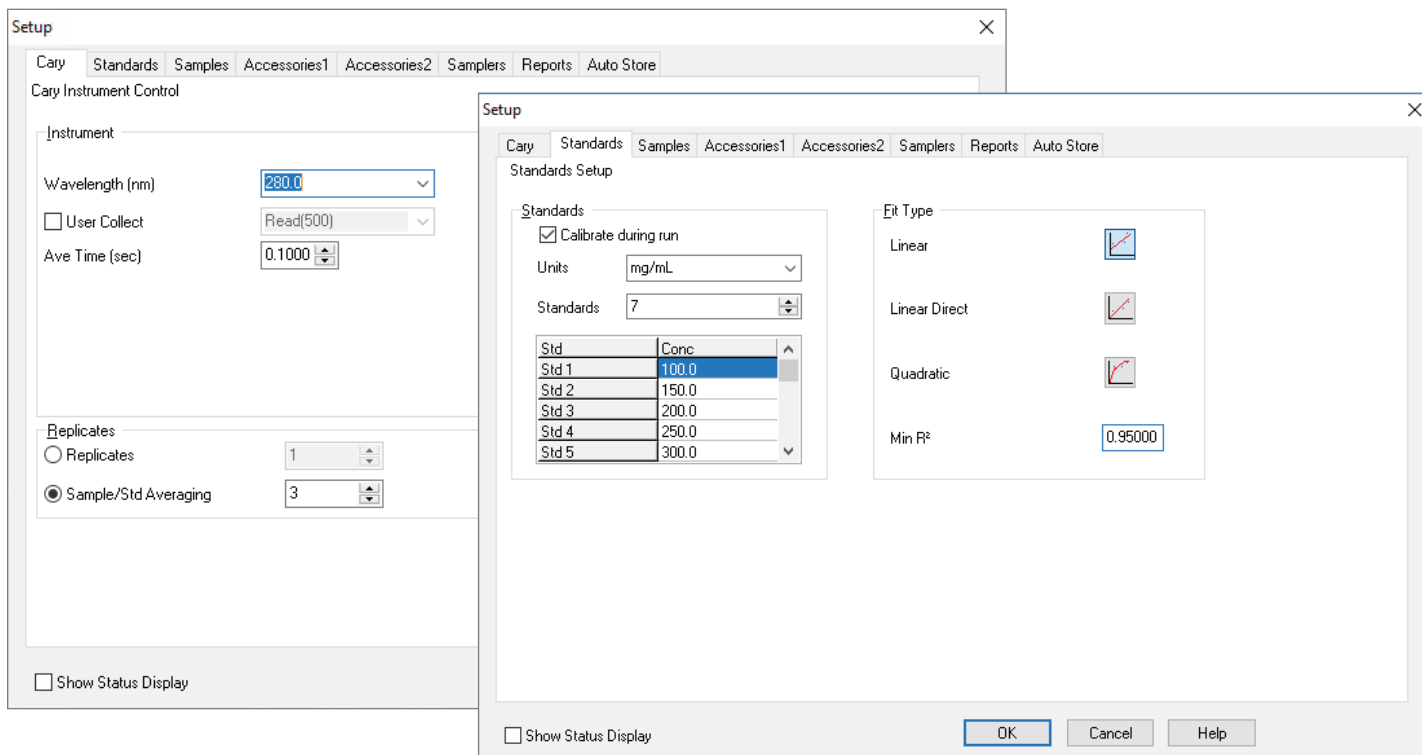 Setup
Cary Standards Samples Accessories1 Accessories2 Samplers Reports Auto Store
Cary Instrument Control
Instrument
Wavelength (nm) 280.0
User Collect Read(500)
Ave Time (sec) 0.1000
Replicates
Replicates 1
Sample/Std Averaging 3
Show Status Display
Setup
Cary Standards Samples Accessories1 Accessories2 Samplers Reports Auto Store
Standards Setup
Standards
Calibrate during run
Units mg/mL
Standards 7
Std Conc
Std 1 100.0
Std 2 150.0
Std 3 200.0
Std 4 250.0
Std 5 300.0
Fit Type
Linear
Linear Direct
Quadratic
Min R² 0.95000
Show Status Display
OK Cancel Help